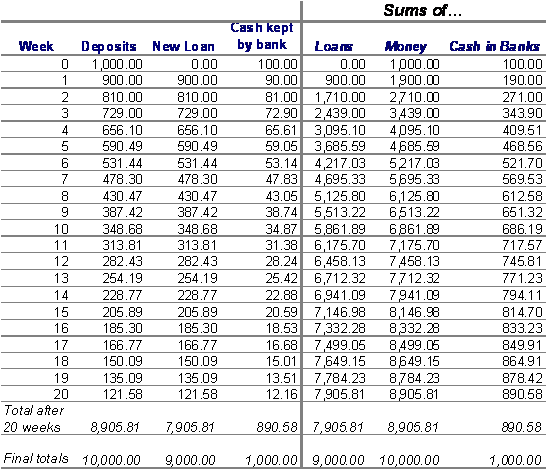 Sums of...
Week Deposits New Loan Cash kept by bank Loans Money Cash in Banks
0 1,000.00 0.00 100.00 0.00 1,000.00 100.00
1 900.00 900.00 90.00 900.00 1,900.00 190.00
2 810.00 810.00 81.00 1,710.00 2,710.00 271.00
3 729.00 729.00 72.90 2,439.00 3,439.00 343.90
4 656.10 656.10 65.61 3,095.10 4,095.10 409.51
5 590.49 590.49 59.05 3,685.59 4,685.59 468.56
6 531.44 531.44 53.14 4,217.03 5,217.03 521.70
7 478.30 478.30 47.83 4,695.33 5,695.33 569.53
8 430.47 430.47 43.05 5,125.80 6,125.80 612.58
9 387.42 387.42 38.74 5,513.22 6,513.22 651.32
10 348.68 348.68 34.87 5,861.89 6,861.89 686.19
11 313.81 313.81 31.38 6,175.70 7,175.70 717.57
12 282.43 282.43 28.24 6,458.13 7,458.13 745.81
13 254.19 254.19 25.42 6,712.32 7,712.32 771.23
14 228.77 228.77 22.88 6,941.09 7,941.09 794.11
15 205.89 205.89 20.59 7,146.98 8,146.98 814.70
16 185.30 185.30 18.53 7,332.28 8,332.28 833.23
17 166.77 166.77 16.68 7,499.05 8,499.05 849.91
18 150.09 150.09 15.01 7,649.15 8,649.15 864.91
19 135.09 135.09 13.51 7,784.23 8,784.23 878.42
20 121.58 121.58 12.16 7,905.81 8,905.81 890.58
Total after
20 weeks 8,905.81 7,905.81 890.58 7,905.81 8,905.81 890.58
Final totals 10,000.00 9,000.00 1,000.00 9,000.00 10,000.00 1,000.00